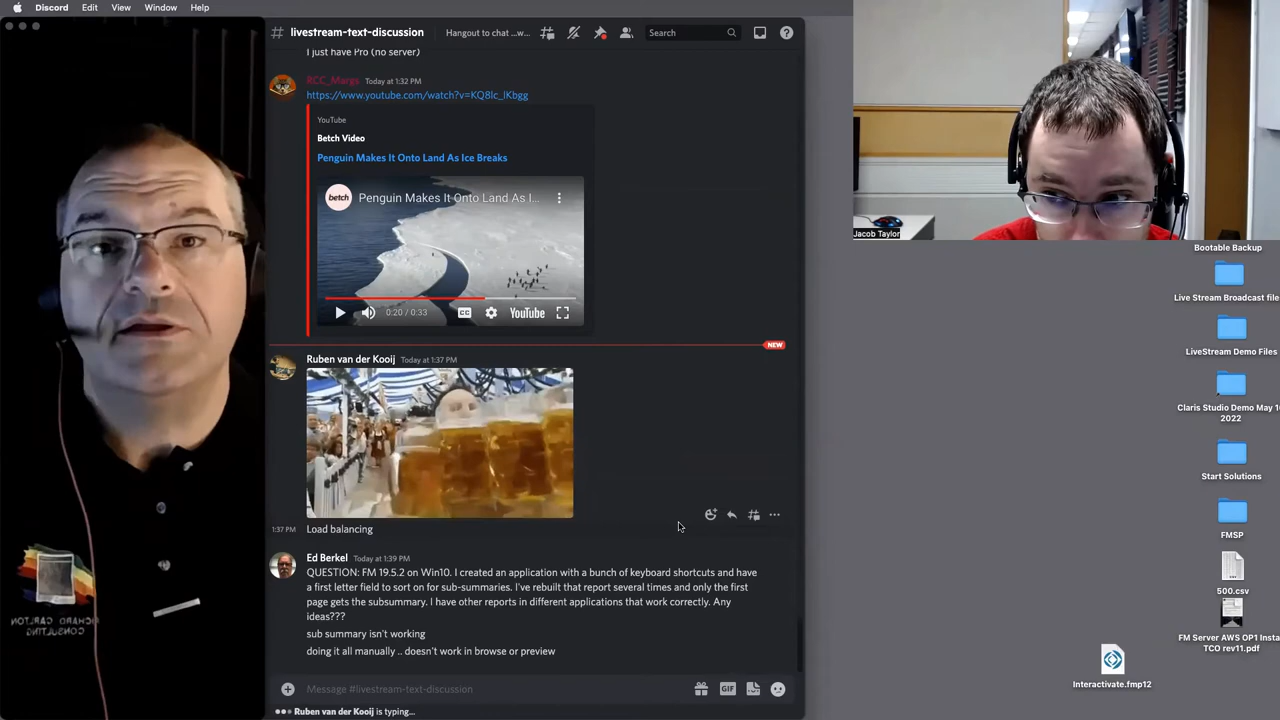 Discord Edit View Window Help
livestream-text-discussion
Hangout to chat ...w...
Search
I just have Pro (no server)
RCC_Margs Today at 1:32 PM
https://www.youtube.com/watch?v=KQ8lc_lKbgg
YouTube
Betch Video
Penguin Makes It Onto Land As Ice Breaks
betch Penguin Makes It Onto Land As I...
0:20 / 0:33
CC
YouTube
NEW
Ruben van der Kooij Today at 1:37 PM
1:37 PM Load balancing
Ed Berkel Today at 1:39 PM
QUESTION: FM 19.5.2 on Win10. I created an application with a bunch of keyboard shortcuts and have
a first letter field to sort on for sub-summaries. I've rebuilt that report several times and only the first
page gets the subsummary. I have other reports in different applications that work correctly. Any
ideas???
sub summary isn't working
doing it all manually .. doesn't work in browse or preview
Message #livestream-text-discussion
GIF
Ruben van der Kooij is typing...
RICHARD CARLTON
CONSULTING
Jacob Taylor
Bootable Backup
Live Stream Broadcast file
LiveStream Demo Files
Claris Studio Demo May 1
2022
Start Solutions
FMSP
500.csv
FM Server AWS OP1 Insta
TCO rev11.pdf
Interactivate.fmp12